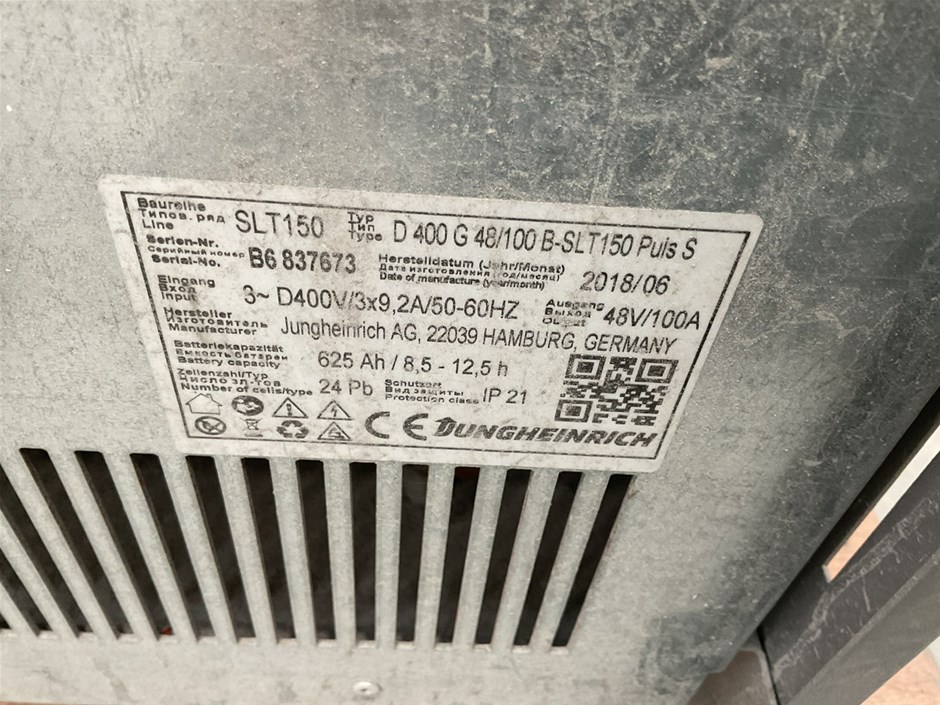 Baureihe
Типов. ряд SLT150 Typ Тип Type D 400 G 48/100 B-SLT150 Puls S
Line
Serien-Nr.
Серийный номер B6 837673 Herstelldatum (Jahr/Monat) Дата изготовления (год/месяц) Date of manufacture (year/month) 2018/06
Serial-No.
Eingang
Вход 3~ D400V/3x9,2A/50-60HZ Ausgang Выход Output 48V/100A
Input
Hersteller
Изготовитель Jungheinrich AG, 22039 HAMBURG, GERMANY
Manufacturer
Batteriekapazität
Емкость батареи 625 Ah / 8,5 - 12,5 h
Battery capacity
Zellenzahl/Typ
Число эл-тов 24 Pb Schutzart Вид защиты Protection class IP 21
Number of cells/type
CE JUNGHEINRICH